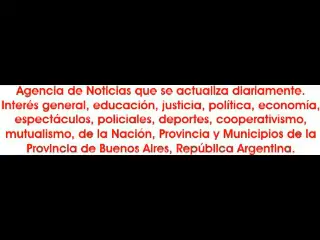 Agencia de Noticias que se actualiza diariamente.
Interés general, educación, justicia, política, economía,
espectáculos, policiales, deportes, cooperativismo,
mutualismo, de la Nación, Provincia y Municipios de la
Provincia de Buenos Aires, República Argentina.